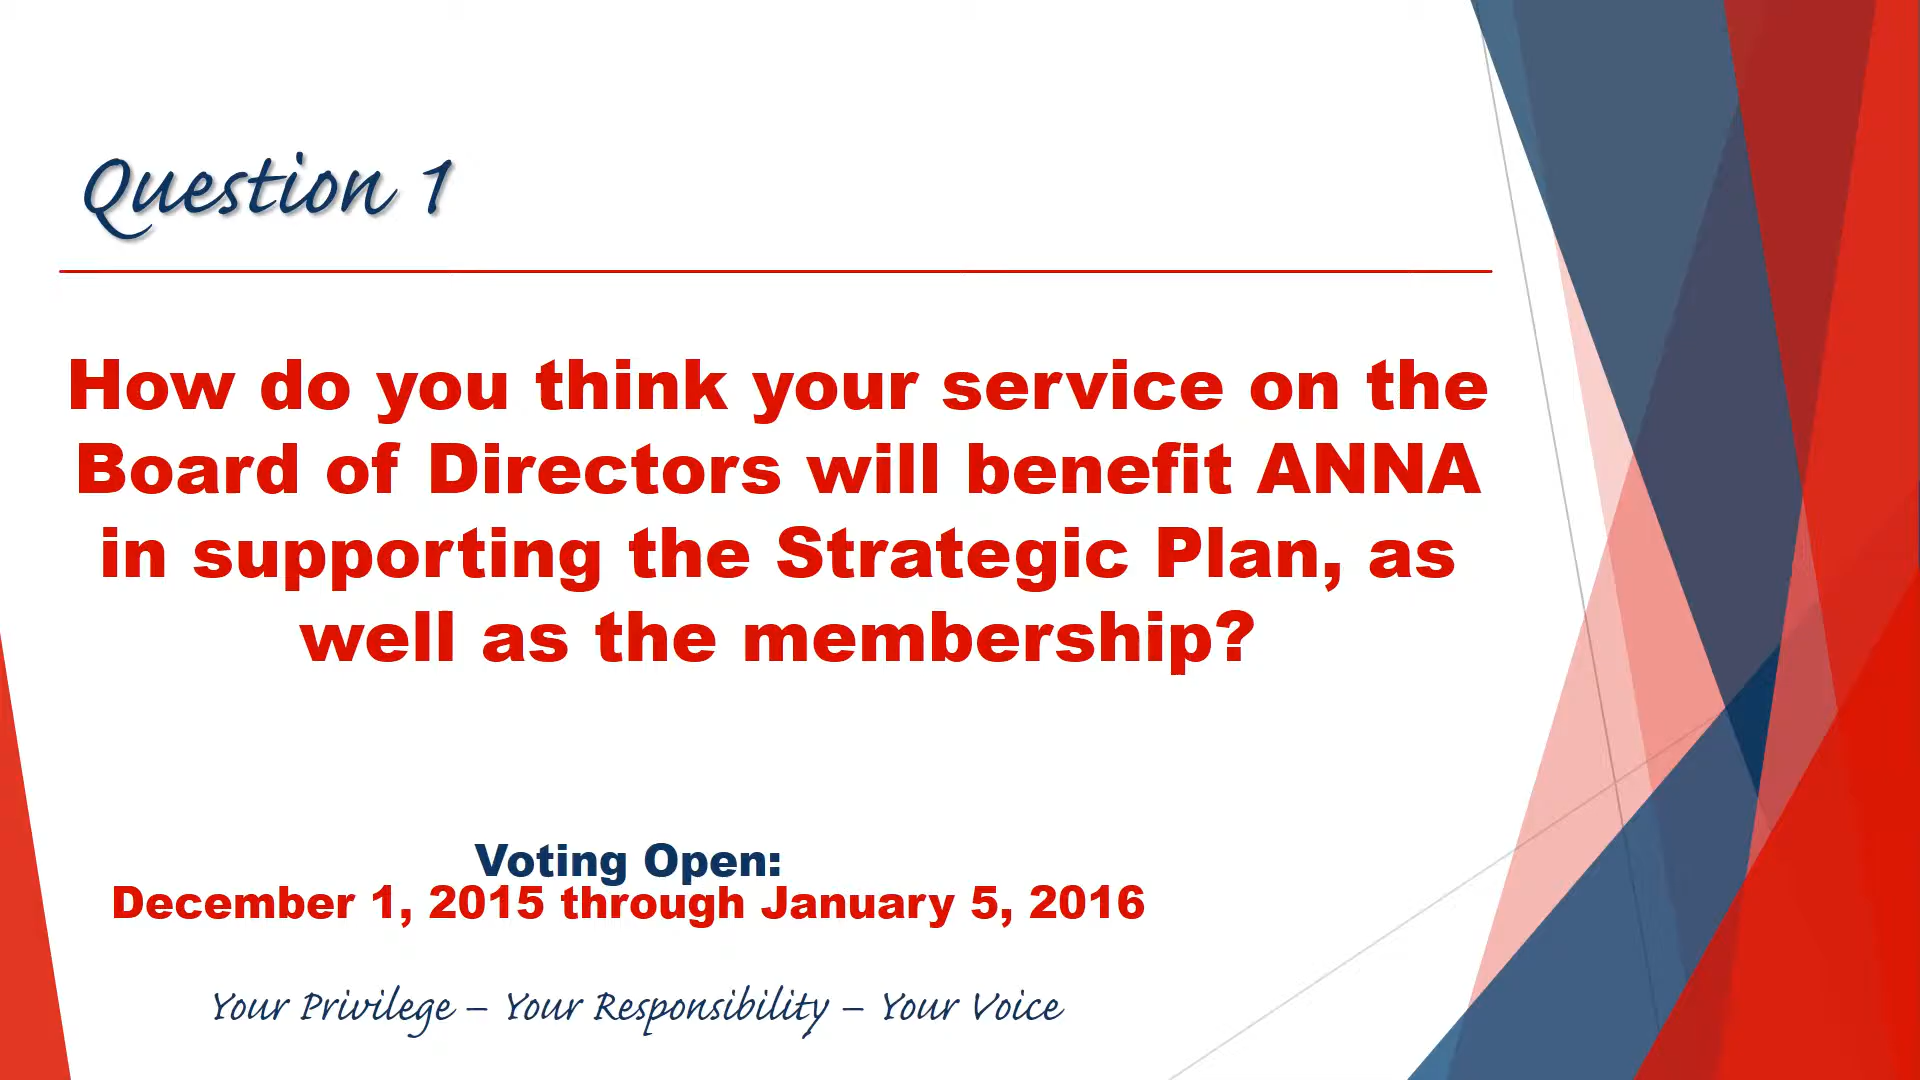 Question 1
How do you think your service on the
Board of Directors will benefit ANNA
in supporting the Strategic Plan, as
well as the membership?
Voting Open:
December 1, 2015 through January 5, 2016
Your Privilege – Your Responsibility – Your Voice